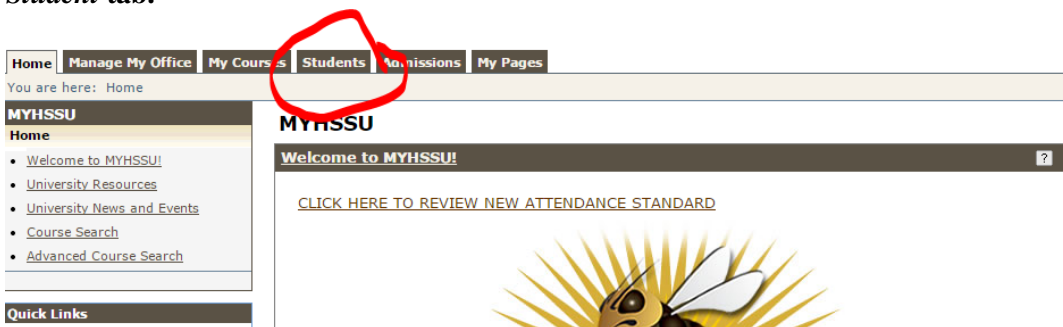 Student tab.
Home Manage My Office My Courses Students Admissions My Pages
You are here: Home
MYHSSU
Home
• Welcome to MYHSSU!
• University Resources
• University News and Events
• Course Search
• Advanced Course Search
Quick Links
MYHSSU
Welcome to MYHSSU! ?
CLICK HERE TO REVIEW NEW ATTENDANCE STANDARD